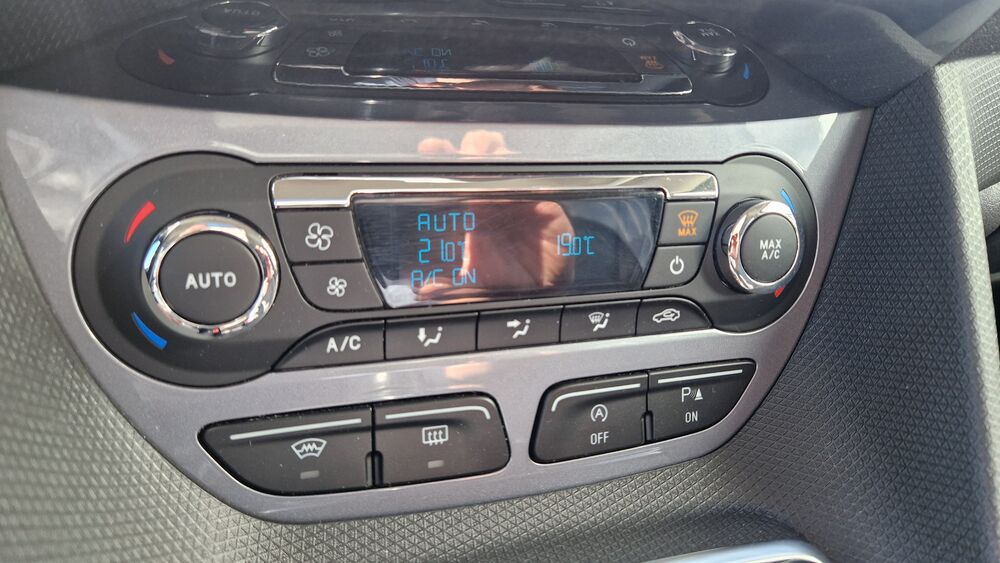 AUTO
AUTO
21.0°C
A/C ON
19.0°C
MAX
MAX
A/C
A/C
OFF
P
ON